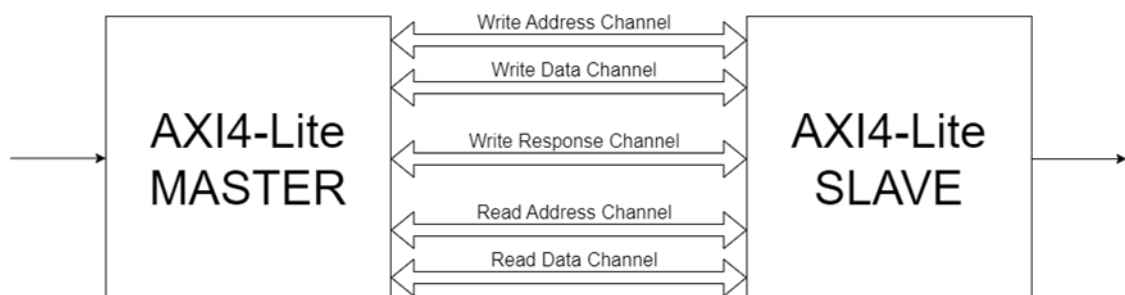 Write Address Channel
Write Data Channel
AXI4-Lite
MASTER
Write Response Channel
AXI4-Lite
SLAVE
Read Address Channel
Read Data Channel